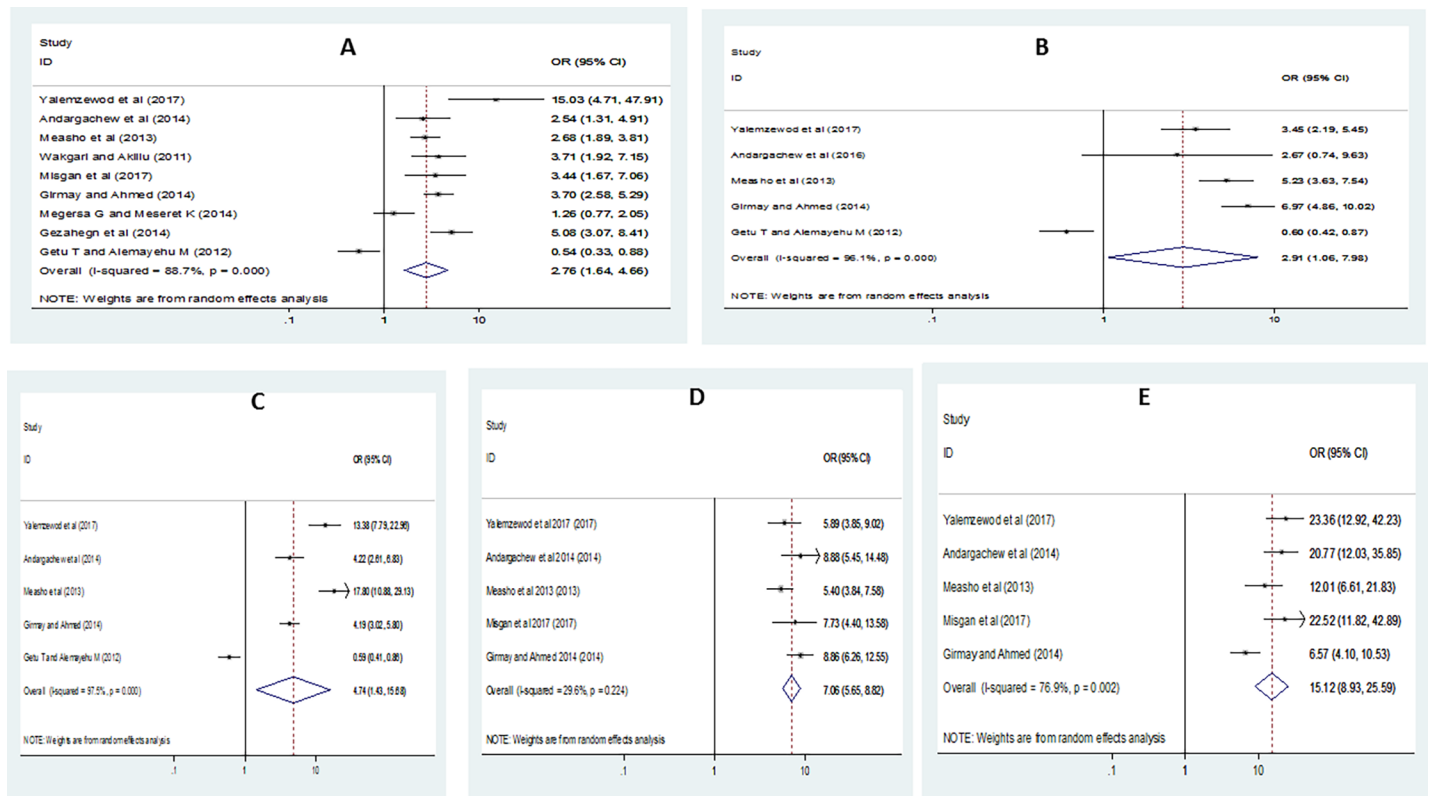 A
Study
ID OR (95% CI)
Yalemzewod et al (2017) 15.03 (4.71, 47.91)
Andargachew et al (2014) 2.54 (1.31, 4.91)
Measho et al (2013) 2.68 (1.89, 3.81)
Wakgari and Aklilu (2011) 3.71 (1.92, 7.15)
Misgan et al (2017) 3.44 (1.67, 7.06)
Girmay and Ahmed (2014) 3.70 (2.58, 5.29)
Megersa G and Meseret K (2014) 1.26 (0.77, 2.05)
Gezahegn et al (2014) 5.08 (3.07, 8.41)
Getu T and Alemayehu M (2012) 0.54 (0.33, 0.88)
Overall (I-squared = 88.7%, p = 0.000) 2.76 (1.64, 4.66)
NOTE: Weights are from random effects analysis
.1 1 10
B
Study
ID OR (95% CI)
Yalemzewod et al (2017) 3.45 (2.19, 5.45)
Andargachew et al (2016) 2.67 (0.74, 9.63)
Measho et al (2013) 5.23 (3.63, 7.54)
Girmay and Ahmed (2014) 6.97 (4.86, 10.02)
Getu T and Alemayehu M (2012) 0.60 (0.42, 0.87)
Overall (I-squared = 96.1%, p = 0.000) 2.91 (1.06, 7.98)
NOTE: Weights are from random effects analysis
.1 1 10
C
Study
ID OR (95% CI)
Yalemzewod et al (2017) 13.38 (7.79, 22.96)
Andargachew et al (2014) 4.22 (2.61, 6.83)
Measho et al (2013) 17.80 (10.88, 29.13)
Girmay and Ahmed (2014) 4.19 (3.02, 5.80)
Getu T and Alemayehu M (2012) 0.59 (0.41, 0.86)
Overall (I-squared = 97.5%, p = 0.000) 4.74 (1.43, 15.68)
NOTE: Weights are from random effects analysis
.1 1 10
D
Study
ID OR (95% CI)
Yalemzewod et al 2017 (2017) 5.89 (3.85, 9.02)
Andargachew et al 2014 (2014) 8.88 (5.45, 14.48)
Measho et al 2013 (2013) 5.40 (3.84, 7.58)
Misgan et al 2017 (2017) 7.73 (4.40, 13.58)
Girmay and Ahmed 2014 (2014) 8.86 (6.26, 12.55)
Overall (I-squared = 29.6%, p = 0.224) 7.06 (5.65, 8.82)
NOTE: Weights are from random effects analysis
.1 1 10
E
Study
ID OR (95% CI)
Yalemzewod et al (2017) 23.36 (12.92, 42.23)
Andargachew et al (2014) 20.77 (12.03, 35.85)
Measho et al (2013) 12.01 (6.61, 21.83)
Misgan et al (2017) 22.52 (11.82, 42.89)
Girmay and Ahmed (2014) 6.57 (4.10, 10.53)
Overall (I-squared = 76.9%, p = 0.002) 15.12 (8.93, 25.59)
NOTE: Weights are from random effects analysis
.1 1 10